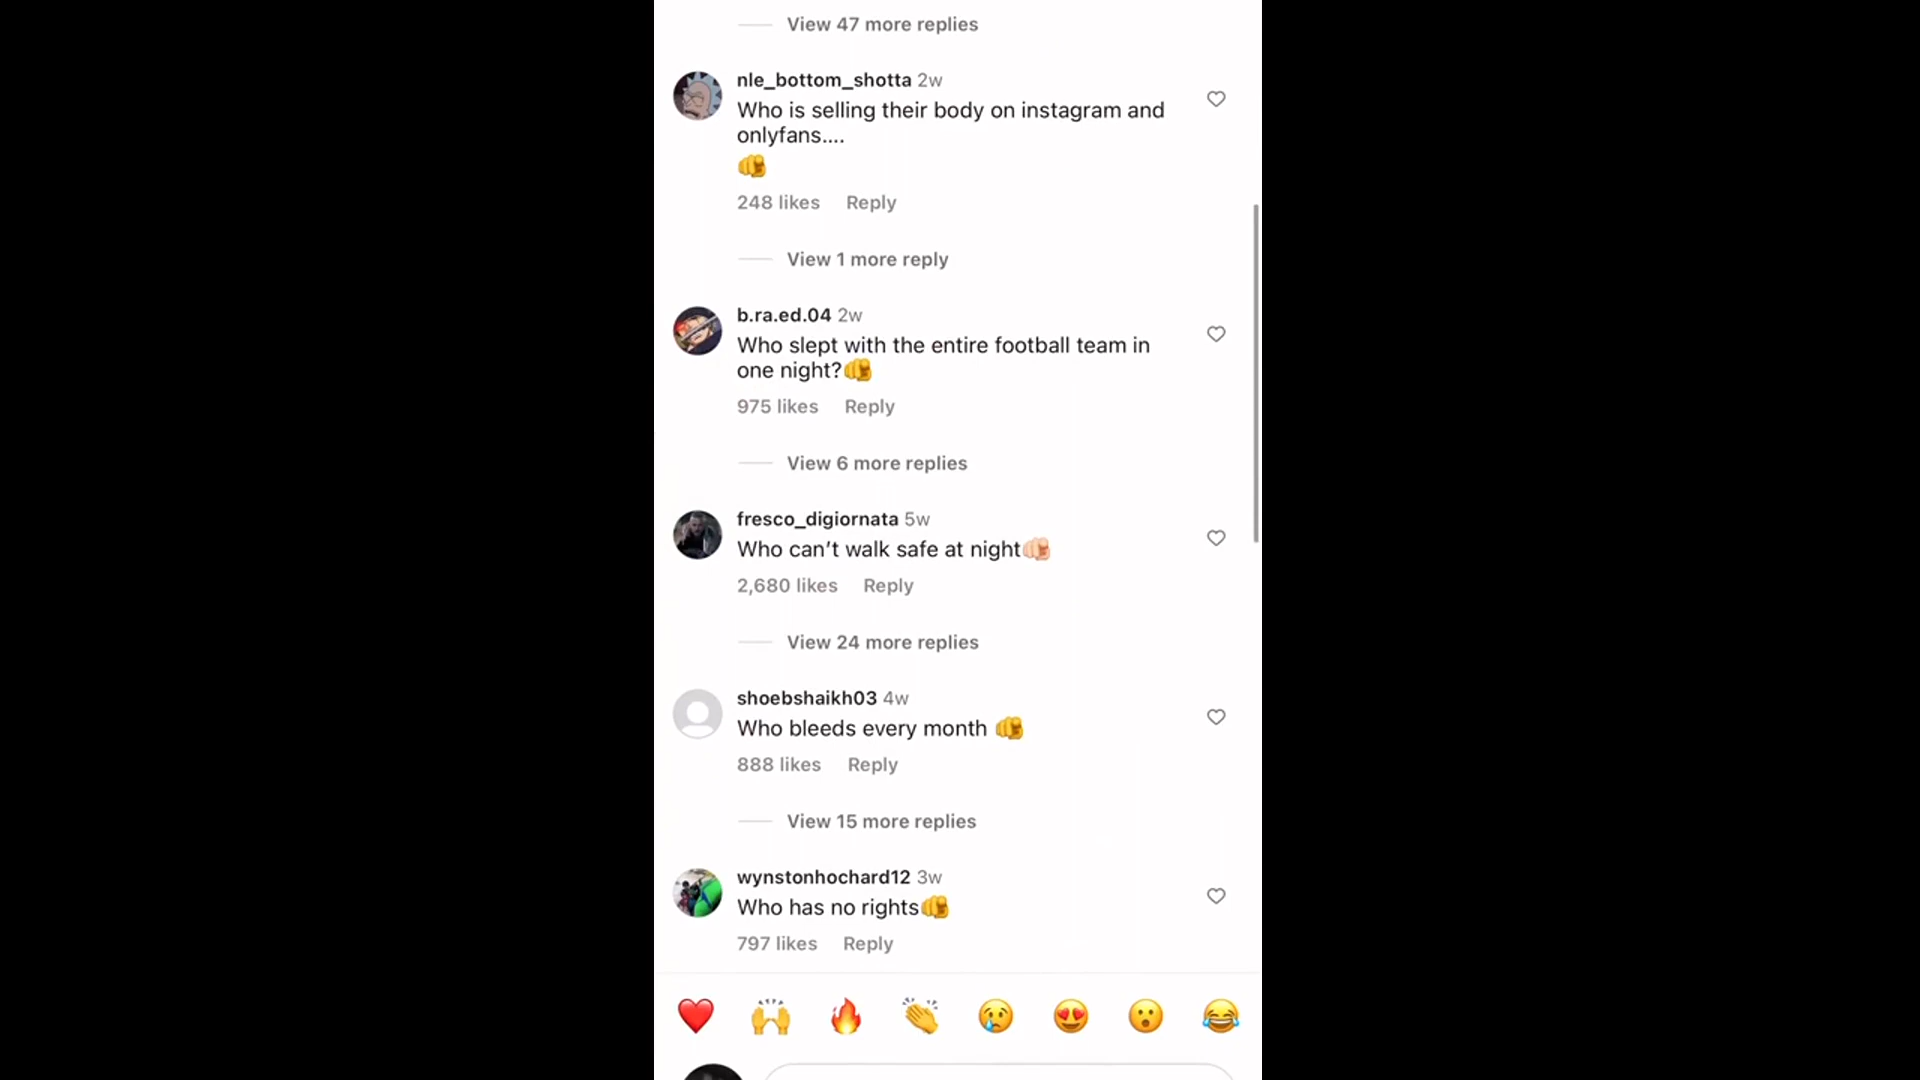 View 47 more replies
nle_bottom_shotta 2w
Who is selling their body on instagram and
onlyfans....
🫵
248 likes Reply
View 1 more reply
b.ra.ed.04 2w
Who slept with the entire football team in
one night?🫵
975 likes Reply
View 6 more replies
fresco_digiornata 5w
Who can’t walk safe at night🫵🏻
2,680 likes Reply
View 24 more replies
shoebshaikh03 4w
Who bleeds every month 🫵
888 likes Reply
View 15 more replies
wynstonhochard12 3w
Who has no rights🫵
797 likes Reply
❤️ 🙌 🔥 👏 😢 😍 😮 😂